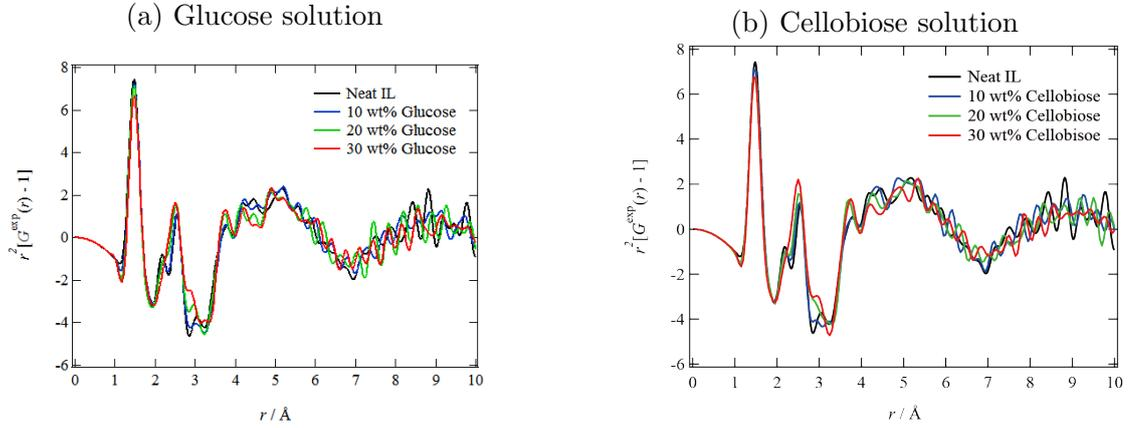 (a) Glucose solution
8
6
4
2
0
-2
-4
-6
r²[G^exp(r) - 1]
Neat IL
10 wt% Glucose
20 wt% Glucose
30 wt% Glucose
0 1 2 3 4 5 6 7 8 9 10
r / Å
(b) Cellobiose solution
8
6
4
2
0
-2
-4
-6
r²[G^exp(r) - 1]
Neat IL
10 wt% Cellobiose
20 wt% Cellobiose
30 wt% Cellobisoe
0 1 2 3 4 5 6 7 8 9 10
r / Å